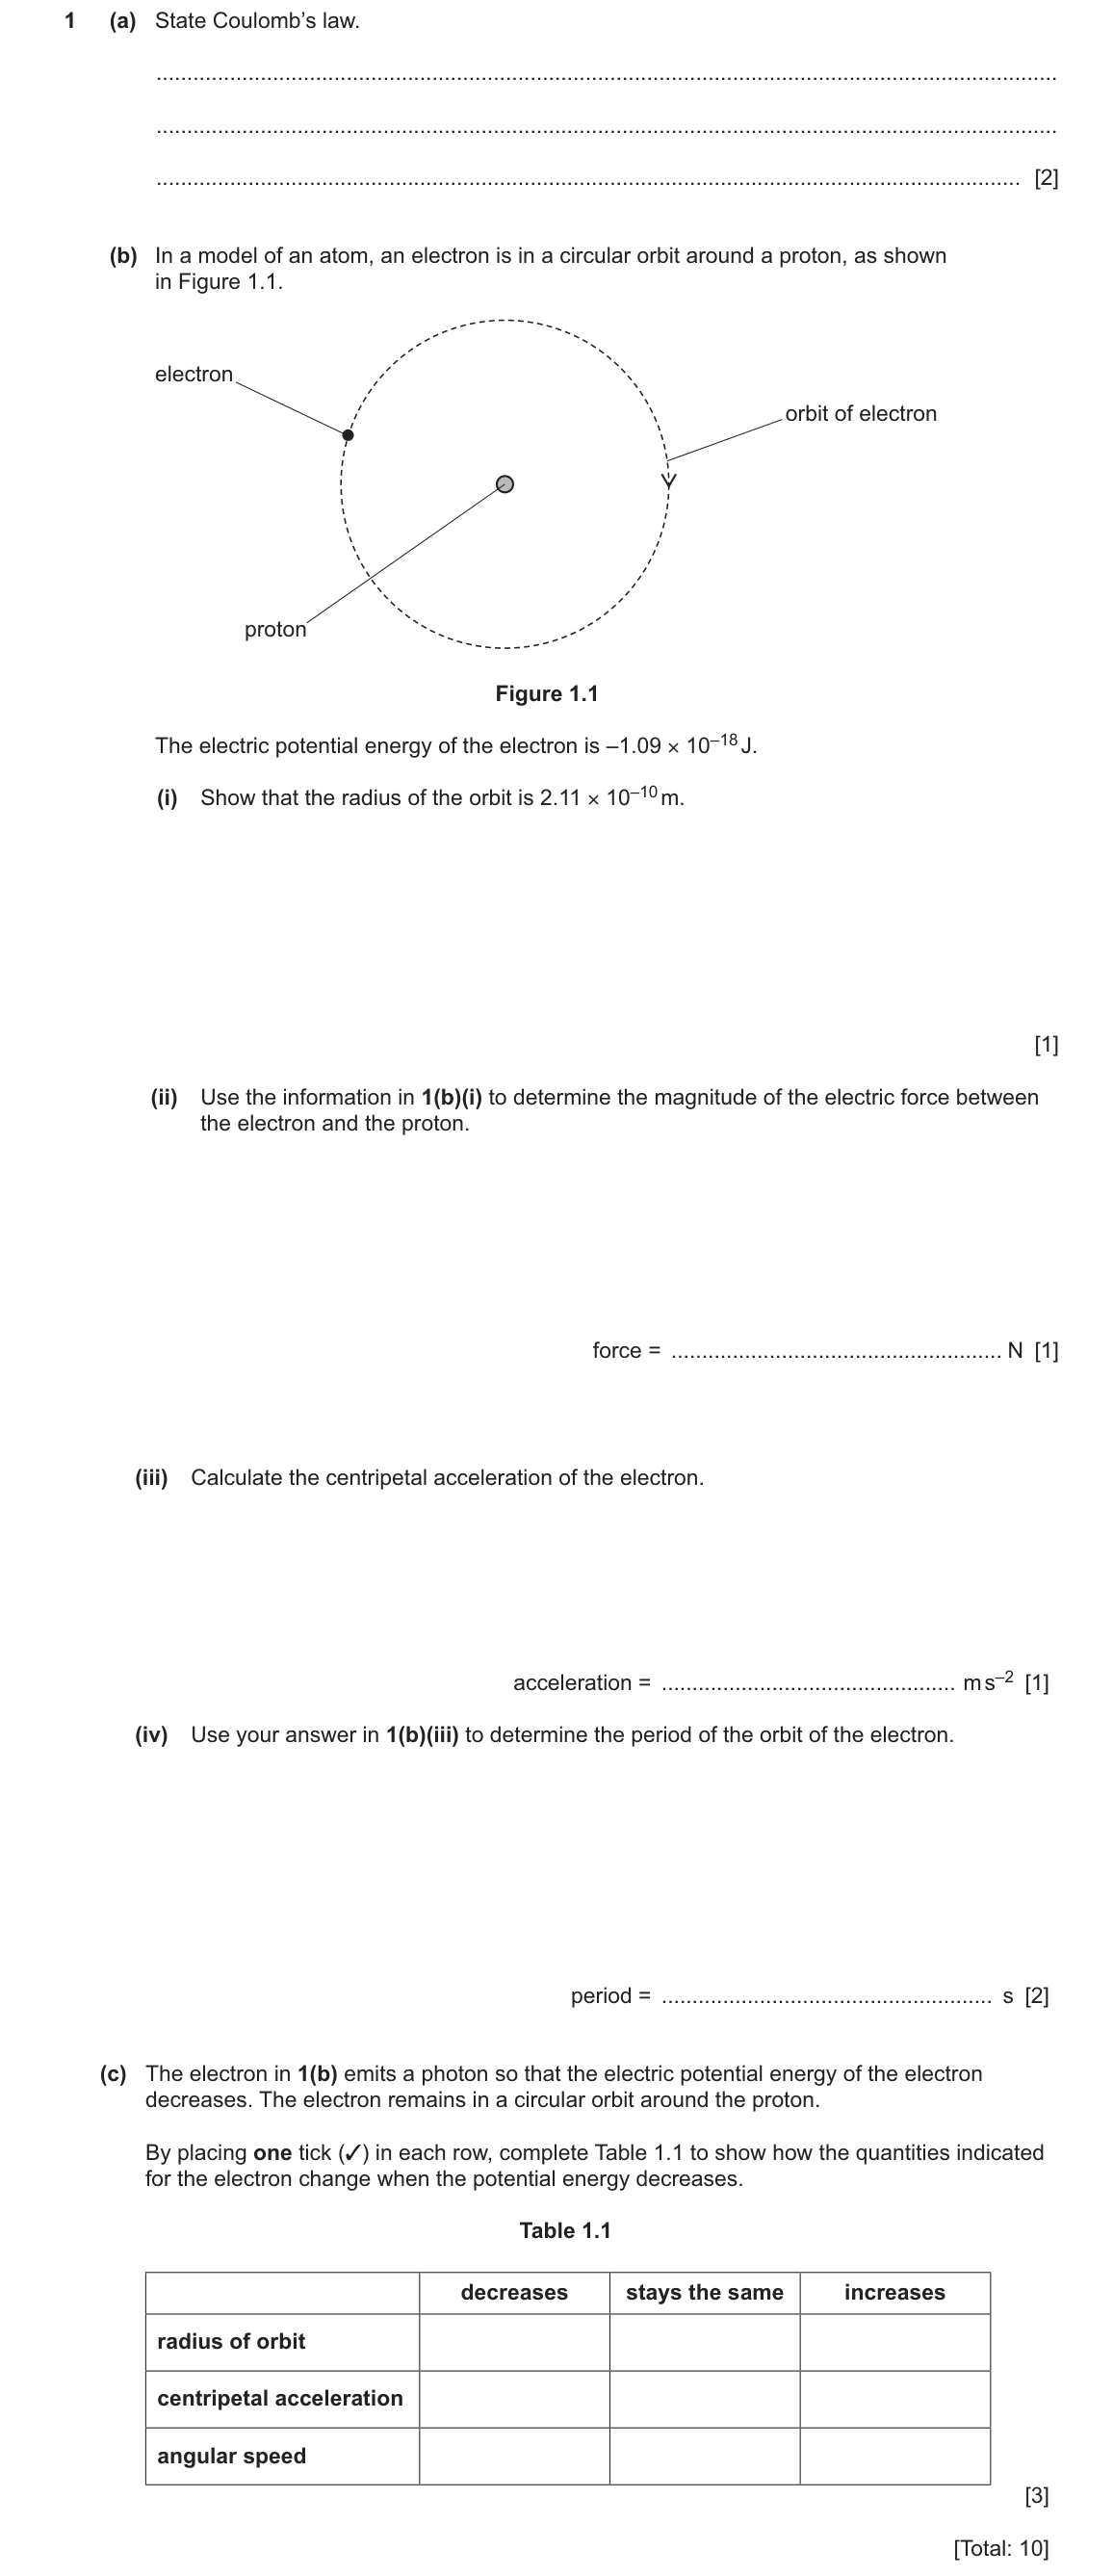 1 (a) State Coulomb's law.
[2]
(b) In a model of an atom, an electron is in a circular orbit around a proton, as shown
in Figure 1.1.
electron
orbit of electron
proton
Figure 1.1
The electric potential energy of the electron is –1.09 × 10⁻¹⁸ J.
(i) Show that the radius of the orbit is 2.11 × 10⁻¹⁰ m.
[1]
(ii) Use the information in 1(b)(i) to determine the magnitude of the electric force between
the electron and the proton.
force = ...................................................... N [1]
(iii) Calculate the centripetal acceleration of the electron.
acceleration = ................................................ m s⁻² [1]
(iv) Use your answer in 1(b)(iii) to determine the period of the orbit of the electron.
period = ...................................................... s [2]
(c) The electron in 1(b) emits a photon so that the electric potential energy of the electron
decreases. The electron remains in a circular orbit around the proton.
By placing one tick (✓) in each row, complete Table 1.1 to show how the quantities indicated
for the electron change when the potential energy decreases.
Table 1.1
decreases stays the same increases
radius of orbit
centripetal acceleration
angular speed
[3]
[Total: 10]